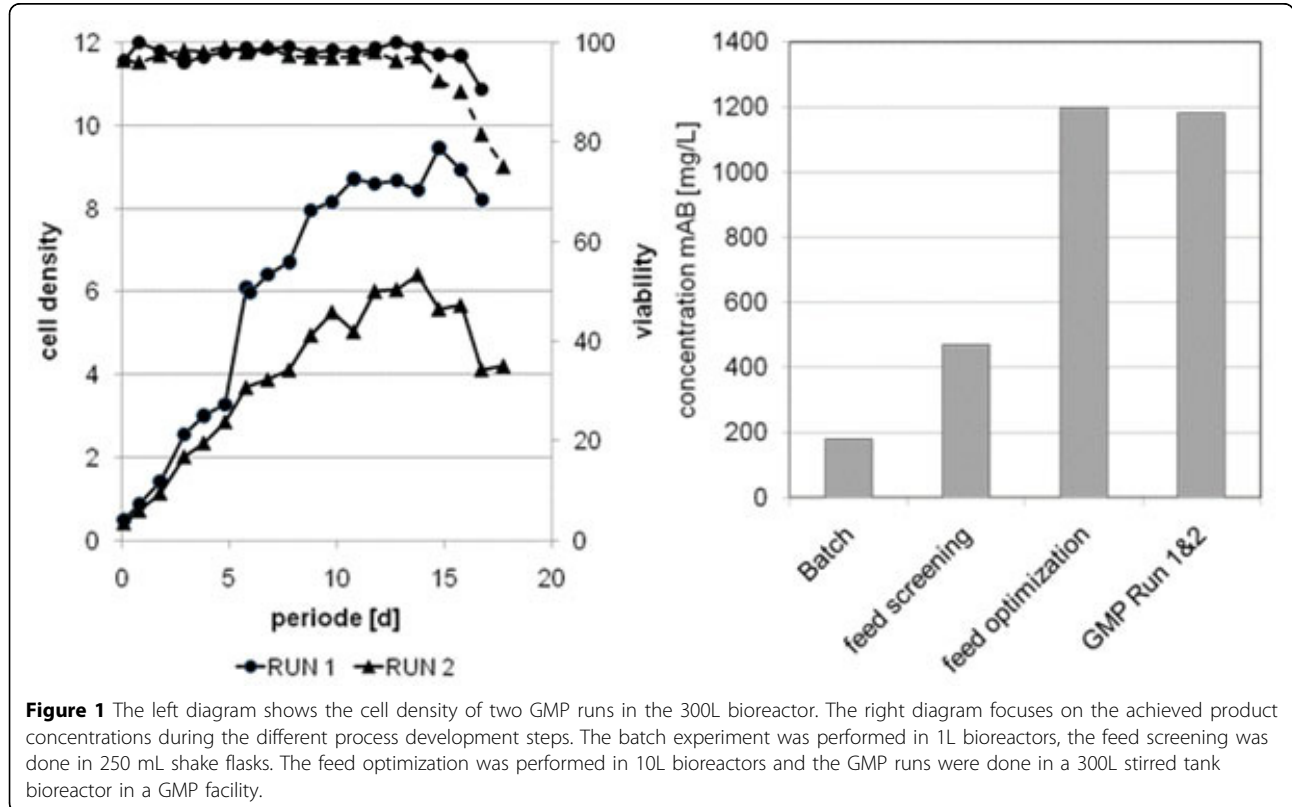 12
10
8
6
4
2
0
cell density
100
80
60
40
20
0
viability
0 5 10 15 20
periode [d]
RUN 1 RUN 2
1400
1200
1000
800
600
400
200
0
concentration mAB [mg/L]
Batch
feed screening
feed optimization
GMP Run 1&2
Figure 1 The left diagram shows the cell density of two GMP runs in the 300L bioreactor. The right diagram focuses on the achieved product
concentrations during the different process development steps. The batch experiment was performed in 1L bioreactors, the feed screening was
done in 250 mL shake flasks. The feed optimization was performed in 10L bioreactors and the GMP runs were done in a 300L stirred tank
bioreactor in a GMP facility.